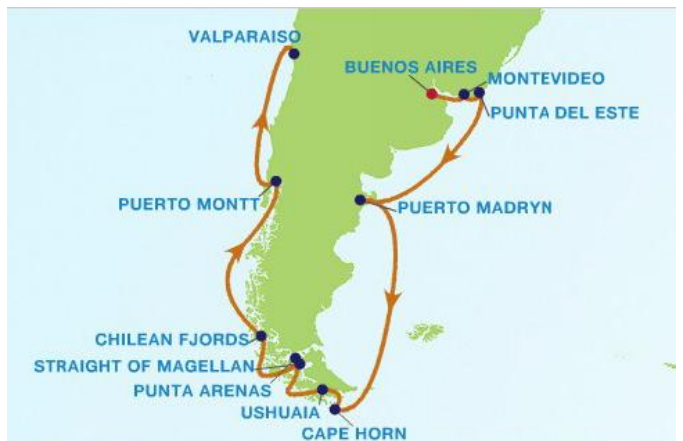 VALPARAISO
BUENOS AIRES
MONTEVIDEO
PUNTA DEL ESTE
PUERTO MONTT
PUERTO MADRYN
CHILEAN FJORDS
STRAIGHT OF MAGELLAN
PUNTA ARENAS
USHUAIA
CAPE HORN